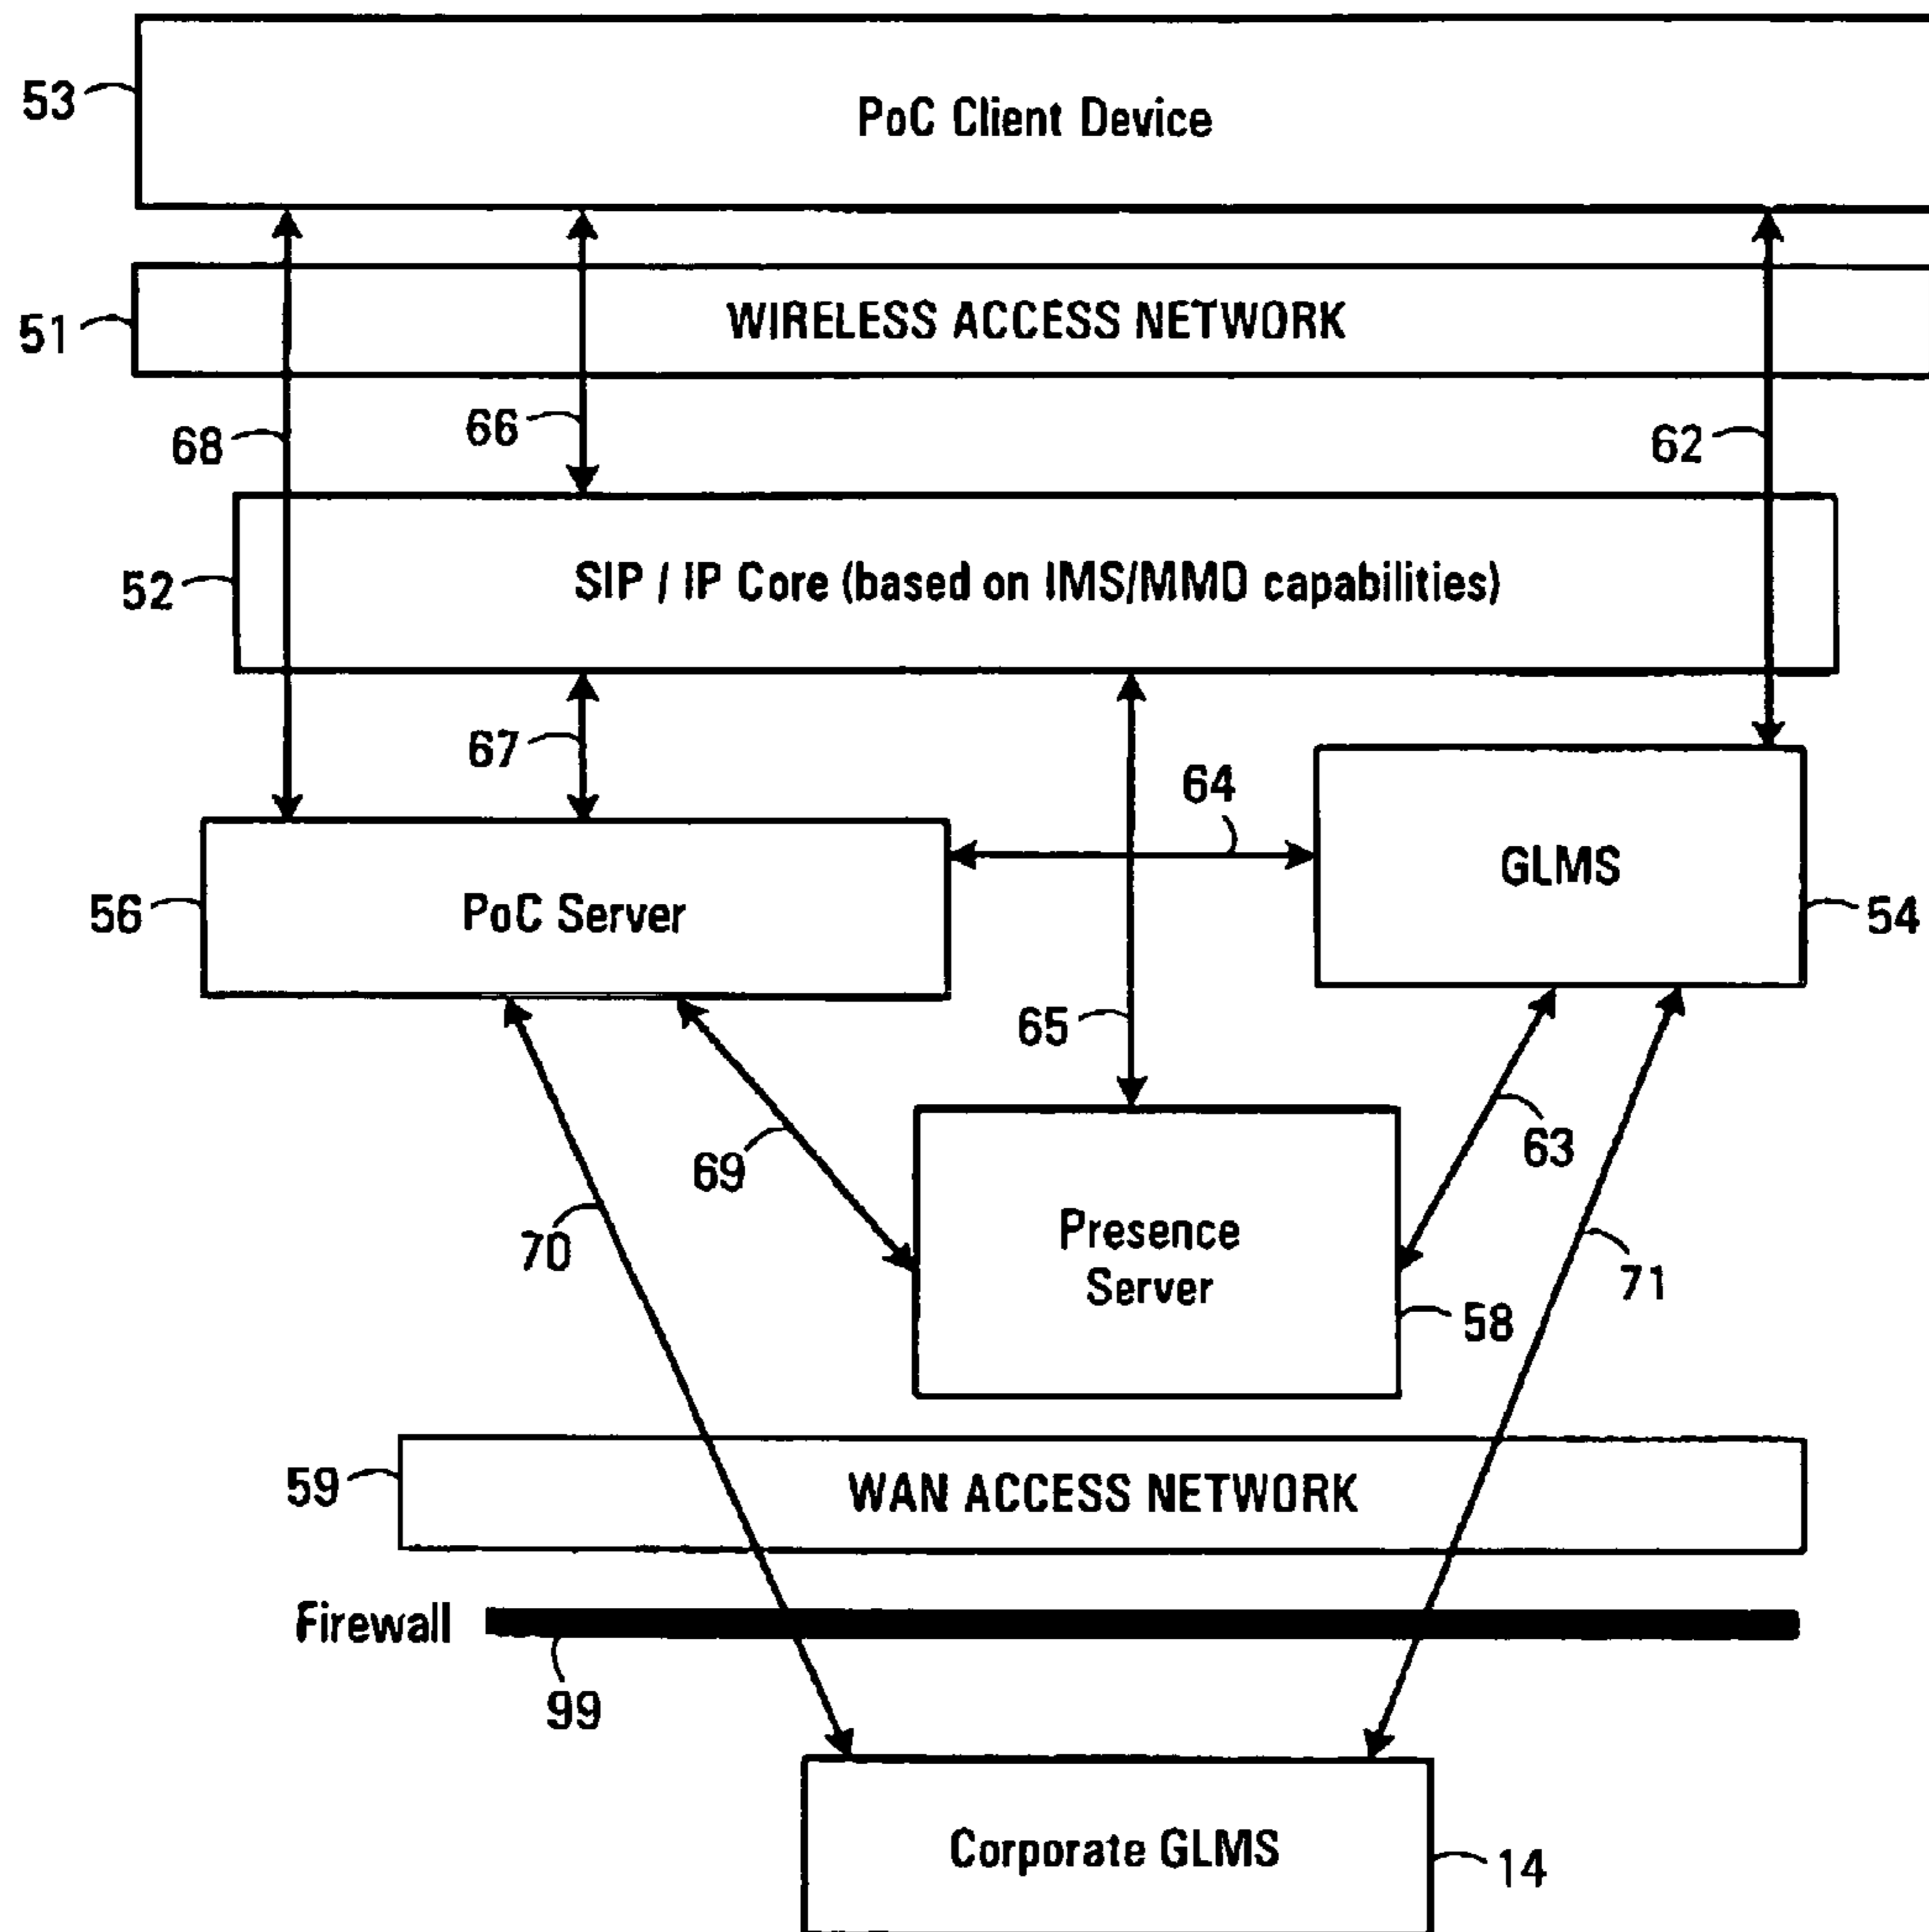 53
PoC Client Device
51
WIRELESS ACCESS NETWORK
68
66
62
52
SIP / IP Core (based on IMS/MMD capabilities)
67
64
GLMS
56
PoC Server
54
65
69
63
70
Presence
Server
71
58
59
WAN ACCESS NETWORK
Firewall
99
Corporate GLMS
14